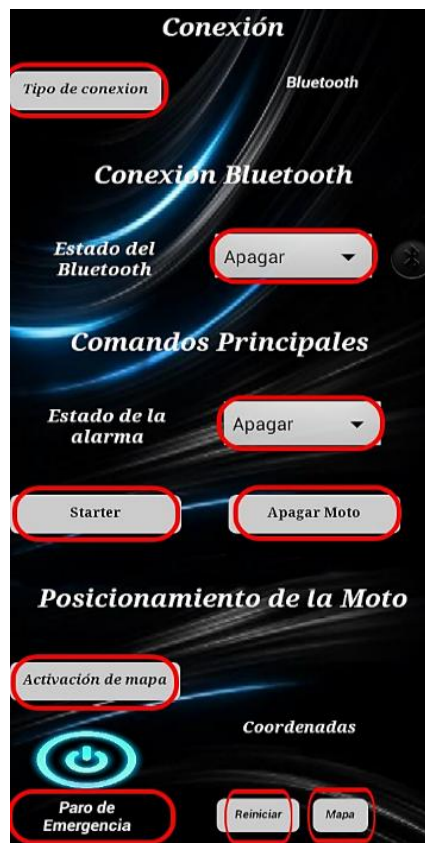 Conexión
Tipo de conexion
Bluetooth
Conexión Bluetooth
Estado del
Bluetooth
Apagar
Comandos Principales
Estado de la
alarma
Apagar
Starter
Apagar Moto
Posicionamiento de la Moto
Activación de mapa
Coordenadas
Paro de
Emergencia
Reiniciar
Mapa